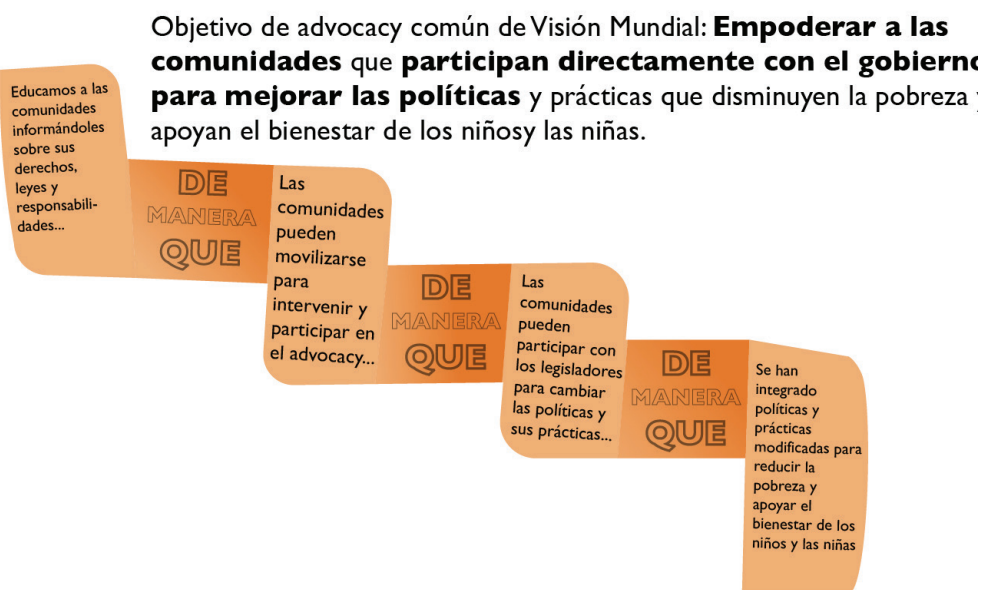 Objetivo de advocacy común de Visión Mundial: Empoderar a las
comunidades que participan directamente con el gobierno
para mejorar las políticas y prácticas que disminuyen la pobreza y
apoyan el bienestar de los niñosy las niñas.
Educamos a las
comunidades
informándoles
sobre sus
derechos,
leyes y
responsabili-
dades...
DE
MANERA
QUE
Las
comunidades
pueden
movilizarse
para
intervenir y
participar en
el advocacy...
DE
MANERA
QUE
Las
comunidades
pueden
participar con
los legisladores
para cambiar
las políticas y
sus prácticas...
DE
MANERA
QUE
Se han
integrado
políticas y
prácticas
modificadas para
reducir la
pobreza y
apoyar el
bienestar de los
niños y las niñas